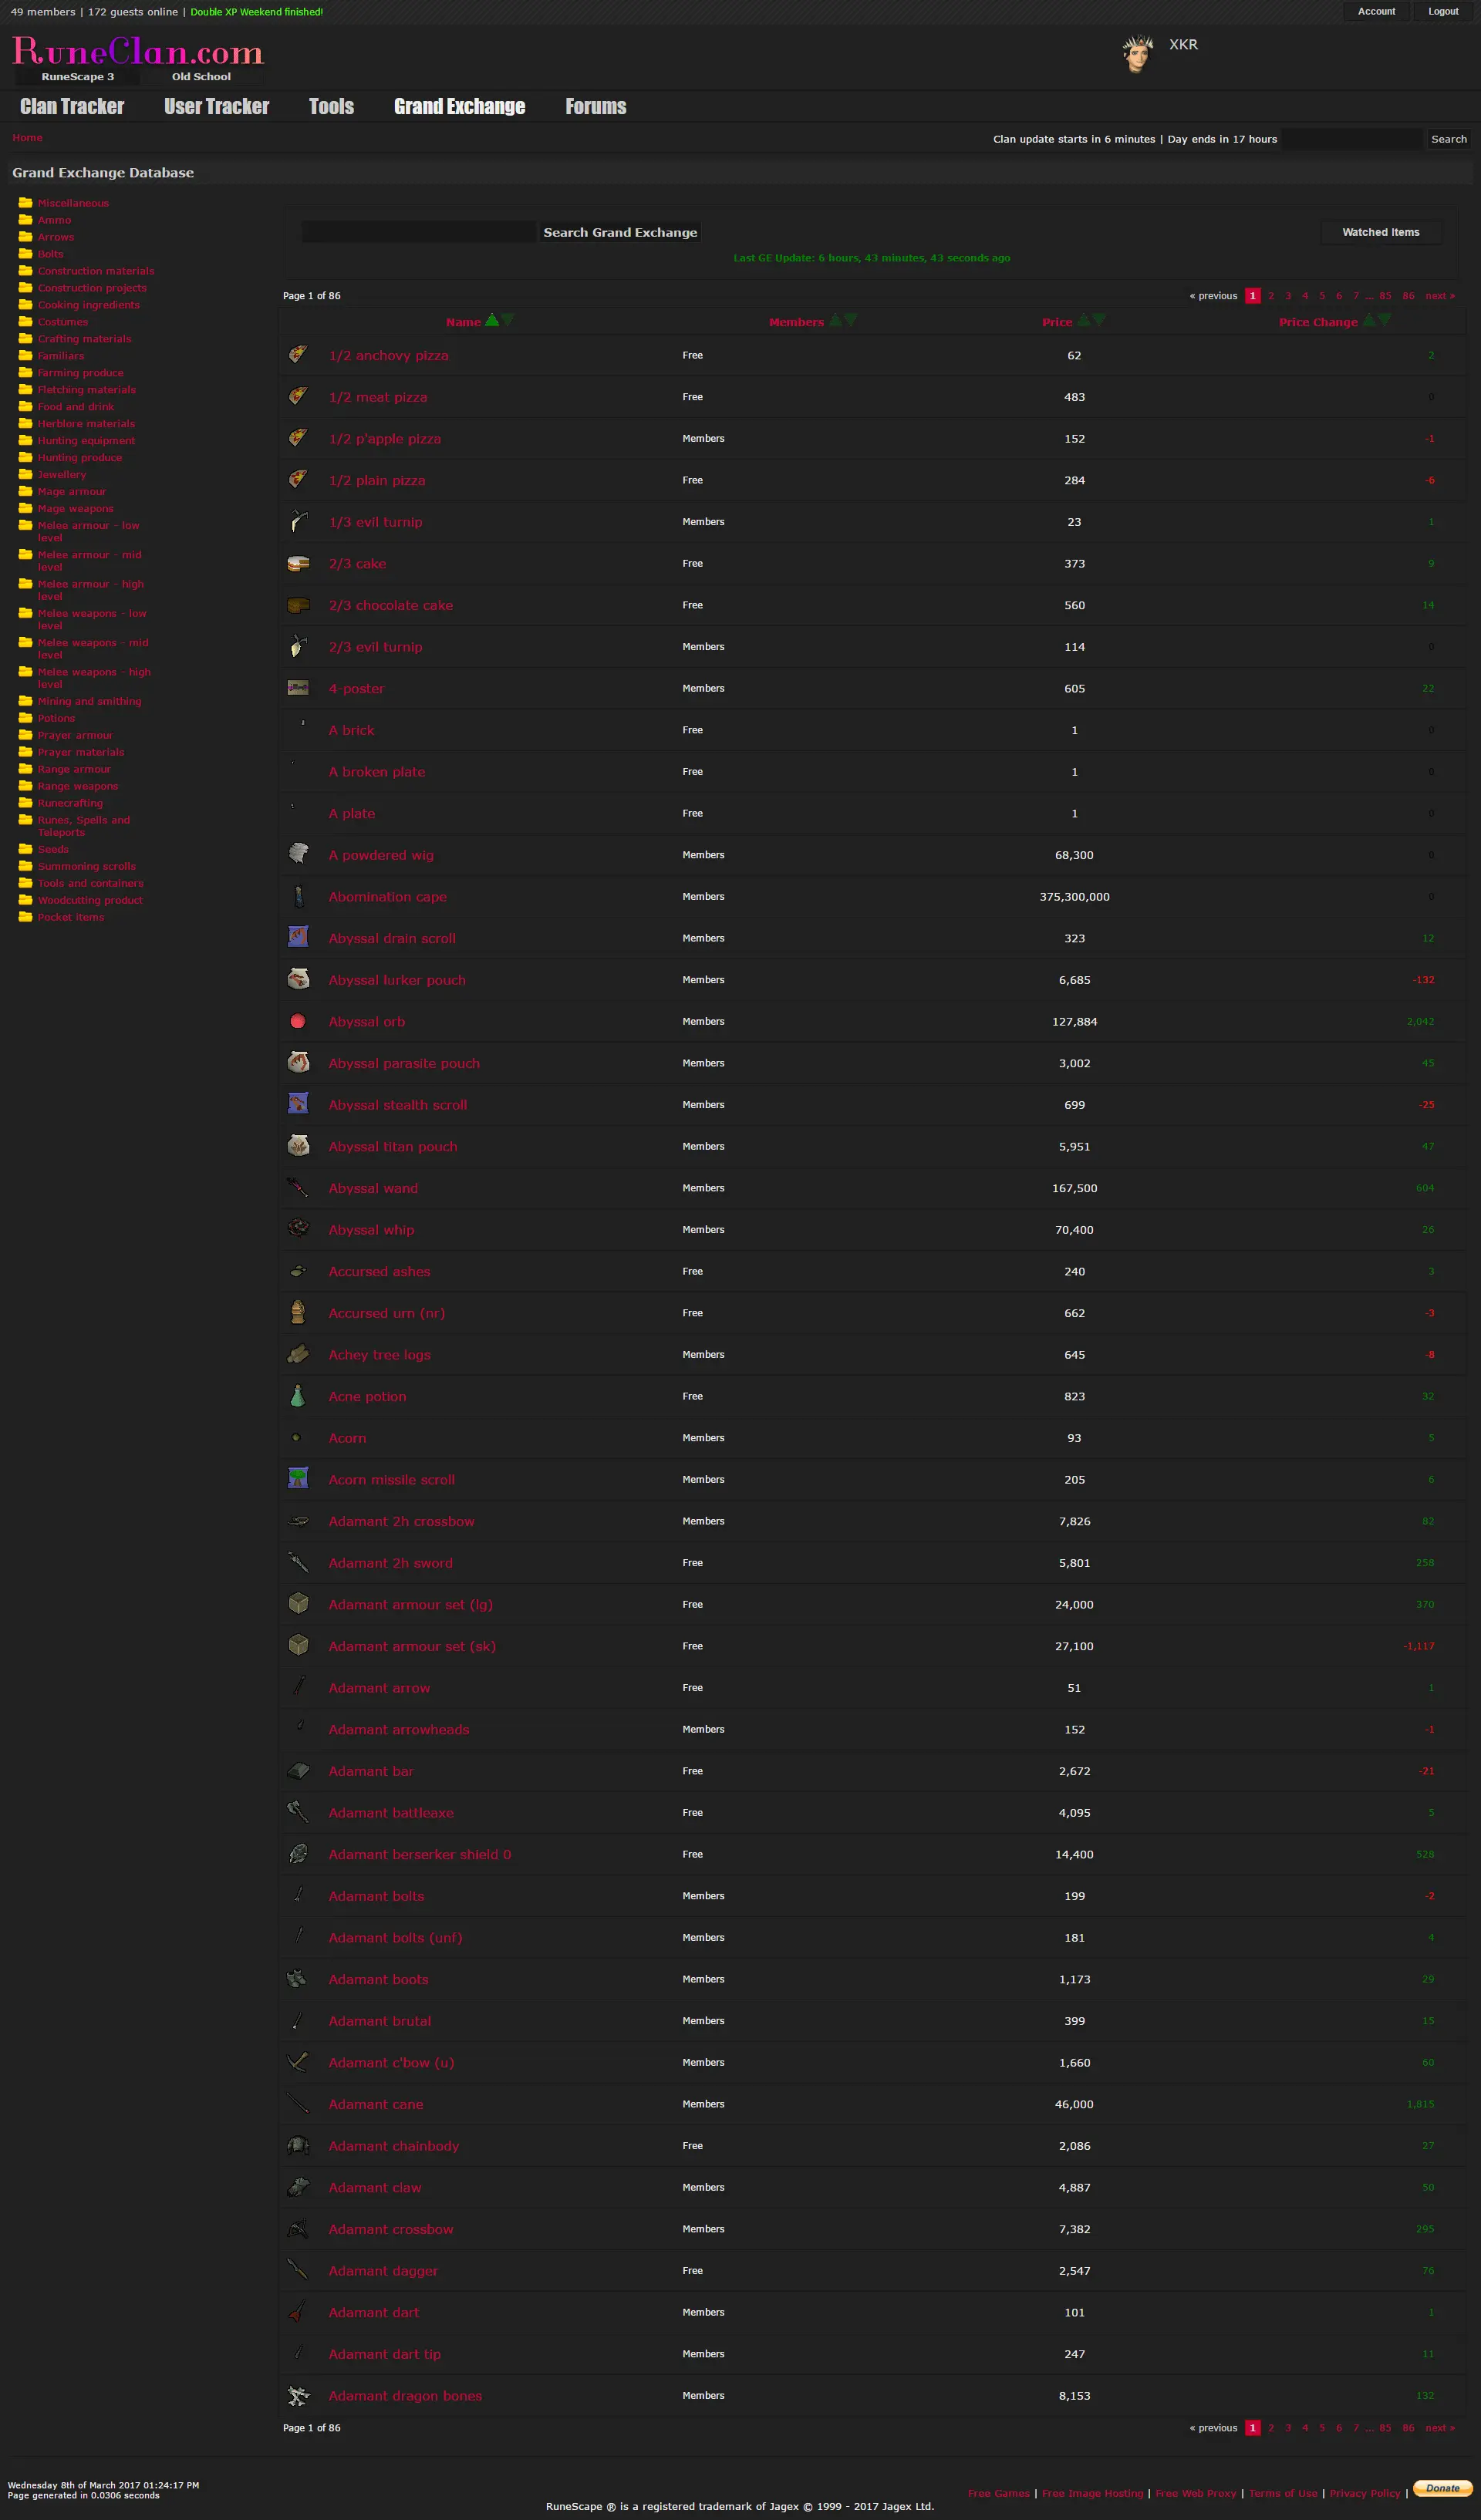 49 members | 172 guests online | Double XP Weekend finished!
Account Logout
RuneClan.com
XKR
RuneScape 3 Old School
Clan Tracker User Tracker Tools Grand Exchange Forums
Home
Clan update starts in 6 minutes | Day ends in 17 hours Search
Grand Exchange Database
Miscellaneous
Ammo
Arrows
Bolts
Construction materials
Construction projects
Cooking ingredients
Costumes
Crafting materials
Familiars
Farming produce
Fletching materials
Food and drink
Herblore materials
Hunting equipment
Hunting produce
Jewellery
Mage armour
Mage weapons
Melee armour - low
level
Melee armour - mid
level
Melee armour - high
level
Melee weapons - low
level
Melee weapons - mid
level
Melee weapons - high
level
Mining and smithing
Potions
Prayer armour
Prayer materials
Range armour
Range weapons
Runecrafting
Runes, Spells and
Teleports
Seeds
Summoning scrolls
Tools and containers
Woodcutting product
Pocket items
Search Grand Exchange Watched Items
Last GE Update: 6 hours, 43 minutes, 43 seconds ago
Page 1 of 86 « previous 1 2 3 4 5 6 7 ... 85 86 next »
Name Members Price Price Change
1/2 anchovy pizza Free 62 2
1/2 meat pizza Free 483 0
1/2 p'apple pizza Members 152 -1
1/2 plain pizza Free 284 -6
1/3 evil turnip Members 23 1
2/3 cake Free 373 9
2/3 chocolate cake Free 560 14
2/3 evil turnip Members 114 0
4-poster Members 605 22
A brick Free 1 0
A broken plate Free 1 0
A plate Free 1 0
A powdered wig Members 68,300 0
Abomination cape Members 375,300,000 0
Abyssal drain scroll Members 323 12
Abyssal lurker pouch Members 6,685 -132
Abyssal orb Members 127,884 2,042
Abyssal parasite pouch Members 3,002 45
Abyssal stealth scroll Members 699 -25
Abyssal titan pouch Members 5,951 47
Abyssal wand Members 167,500 604
Abyssal whip Members 70,400 26
Accursed ashes Free 240 3
Accursed urn (nr) Free 662 -3
Achey tree logs Members 645 -8
Acne potion Free 823 32
Acorn Members 93 5
Acorn missile scroll Members 205 6
Adamant 2h crossbow Members 7,826 82
Adamant 2h sword Free 5,801 258
Adamant armour set (lg) Free 24,000 370
Adamant armour set (sk) Free 27,100 -1,117
Adamant arrow Free 51 1
Adamant arrowheads Members 152 -1
Adamant bar Free 2,672 -21
Adamant battleaxe Free 4,095 5
Adamant berserker shield 0 Free 14,400 528
Adamant bolts Members 199 -2
Adamant bolts (unf) Members 181 4
Adamant boots Members 1,173 29
Adamant brutal Members 399 15
Adamant c'bow (u) Members 1,660 60
Adamant cane Members 46,000 1,815
Adamant chainbody Free 2,086 27
Adamant claw Members 4,887 50
Adamant crossbow Members 7,382 295
Adamant dagger Free 2,547 76
Adamant dart Members 101 1
Adamant dart tip Members 247 11
Adamant dragon bones Members 8,153 132
Page 1 of 86 « previous 1 2 3 4 5 6 7 ... 85 86 next »
Wednesday 8th of March 2017 01:24:17 PM
Page generated in 0.0306 seconds
Free Games | Free Image Hosting | Free Web Proxy | Terms of Use | Privacy Policy | Donate
RuneScape ® is a registered trademark of Jagex © 1999 - 2017 Jagex Ltd.